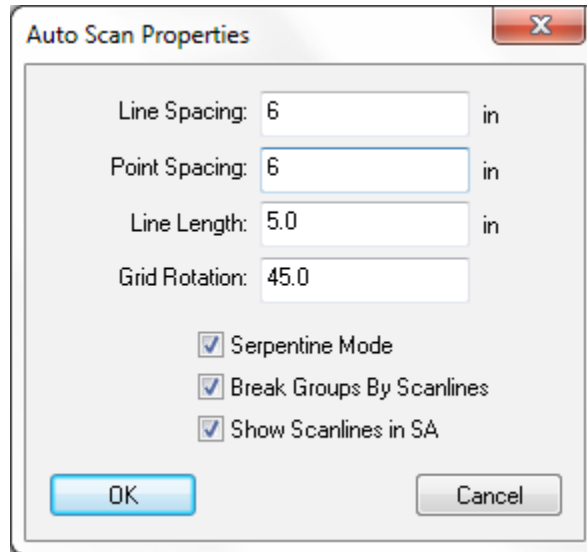 Auto Scan Properties
Line Spacing: 6 in
Point Spacing: 6 in
Line Length: 5.0 in
Grid Rotation: 45.0
Serpentine Mode
Break Groups By Scanlines
Show Scanlines in SA
OK Cancel